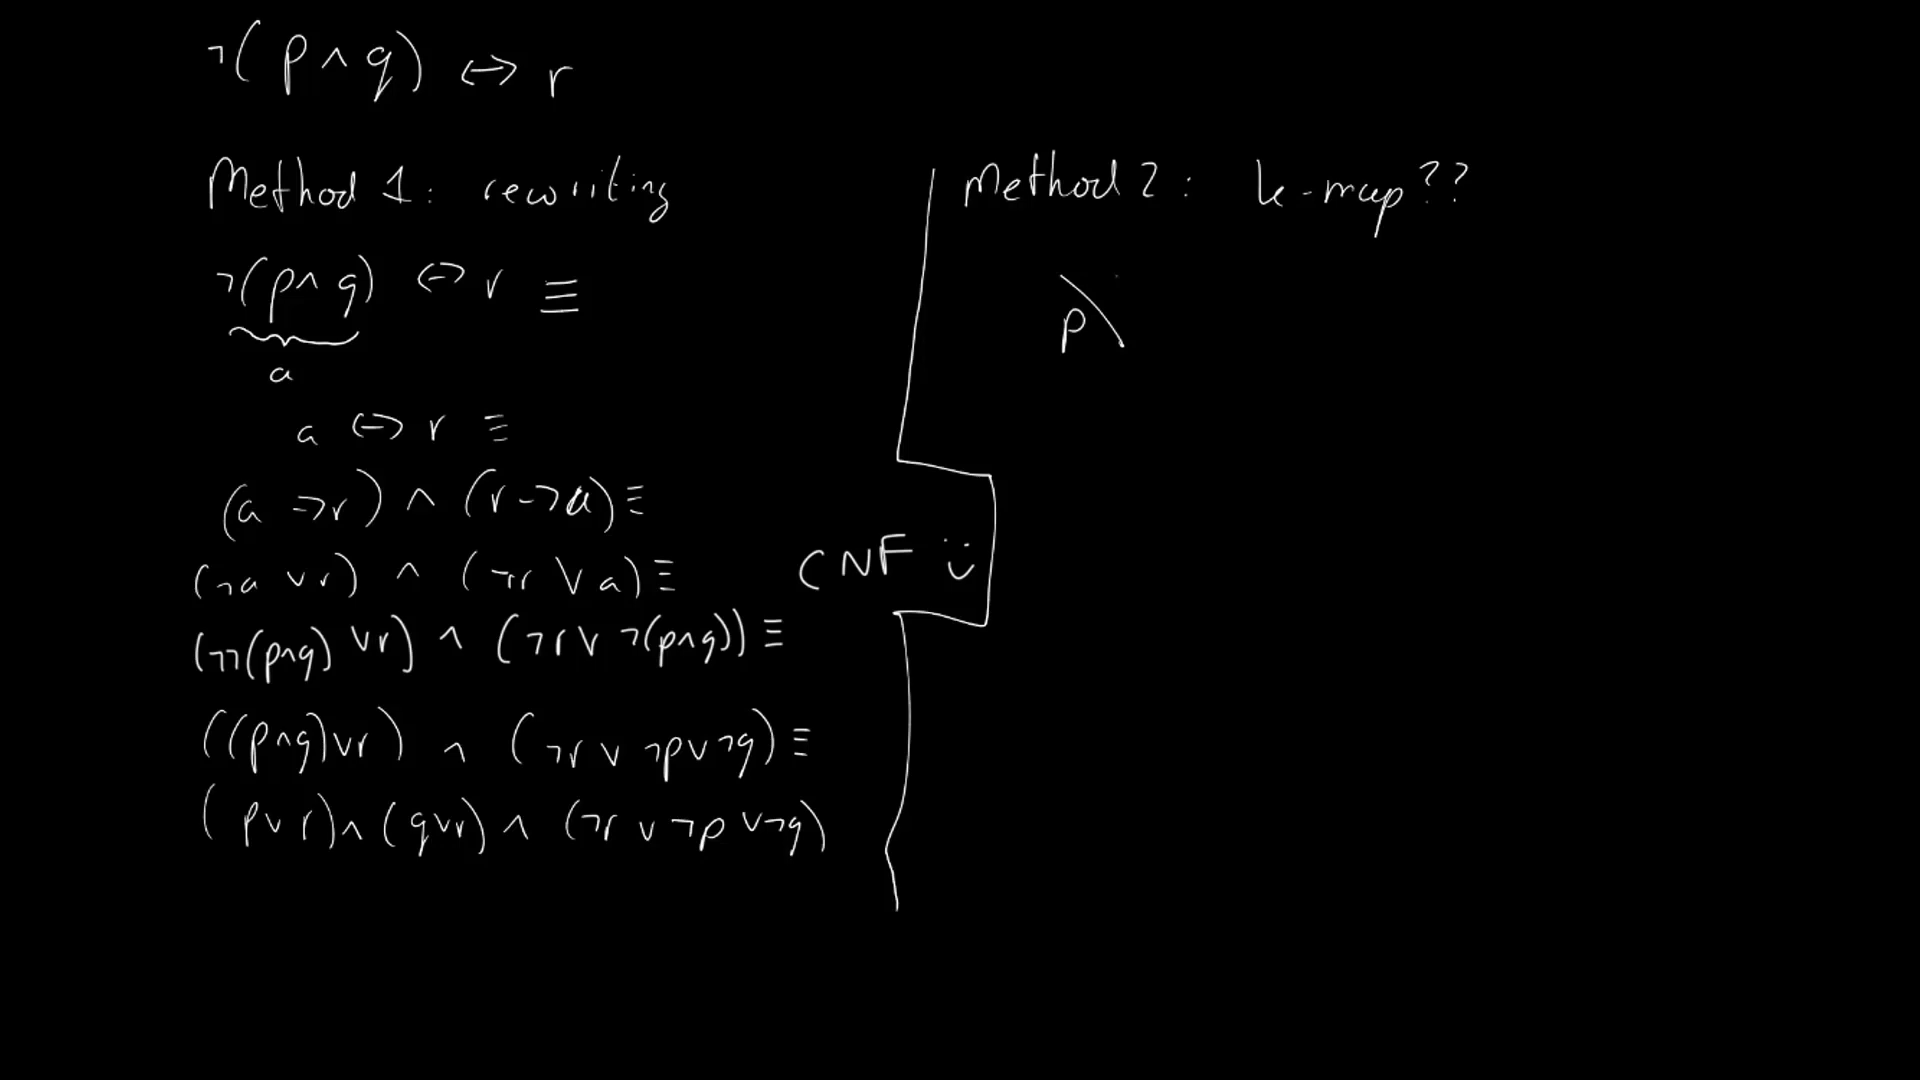 ¬(p ∧ q) ↔ r
Method 1: rewriting
¬(p ∧ q) ↔ r ≡
a
a ↔ r ≡
(a → r) ∧ (r → a) ≡
(¬a ∨ r) ∧ (¬r ∨ a) ≡
(¬¬(p∧q) ∨ r) ∧ (¬r ∨ ¬(p∧q)) ≡
((p∧q) ∨ r) ∧ (¬r ∨ ¬p ∨ ¬q) ≡
(p ∨ r) ∧ (q ∨ r) ∧ (¬r ∨ ¬p ∨ ¬q)
CNF
Method 2: k-map??
p